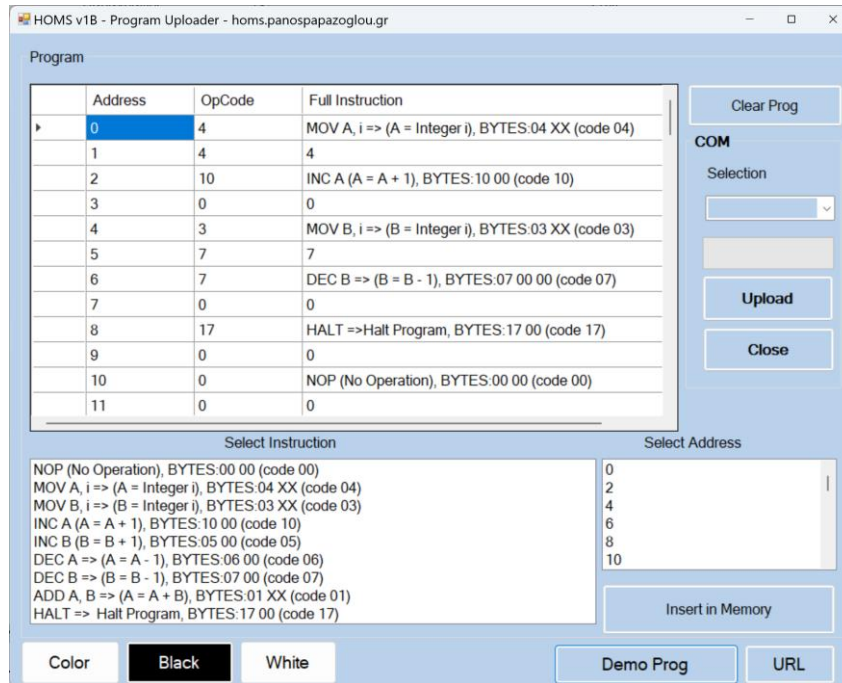 HOMS v1B - Program Uploader - homs.panospapazoglou.gr
Program
Address OpCode Full Instruction
0 4 MOV A, i => (A = Integer i), BYTES:04 XX (code 04)
1 4 4
2 10 INC A (A = A + 1), BYTES:10 00 (code 10)
3 0 0
4 3 MOV B, i => (B = Integer i), BYTES:03 XX (code 03)
5 7 7
6 7 DEC B => (B = B - 1), BYTES:07 00 00 (code 07)
7 0 0
8 17 HALT =>Halt Program, BYTES:17 00 (code 17)
9 0 0
10 0 NOP (No Operation), BYTES:00 00 (code 00)
11 0 0
Clear Prog
COM
Selection
Upload
Close
Select Instruction
NOP (No Operation), BYTES:00 00 (code 00)
MOV A, i => (A = Integer i), BYTES:04 XX (code 04)
MOV B, i => (B = Integer i), BYTES:03 XX (code 03)
INC A (A = A + 1), BYTES:10 00 (code 10)
INC B (B = B + 1), BYTES:05 00 (code 05)
DEC A => (A = A - 1), BYTES:06 00 (code 06)
DEC B => (B = B - 1), BYTES:07 00 (code 07)
ADD A, B => (A = A + B), BYTES:01 XX (code 01)
HALT => Halt Program, BYTES:17 00 (code 17)
Select Address
0
2
4
6
8
10
Insert in Memory
Color Black White Demo Prog URL